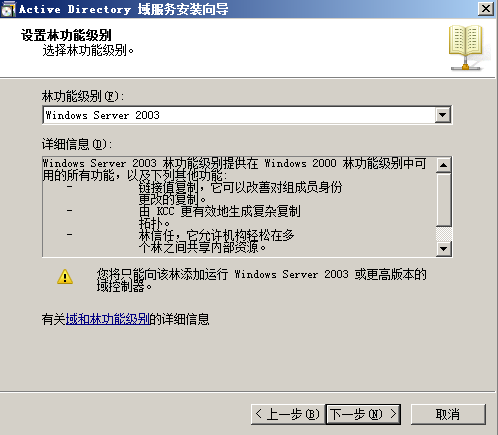 Active Directory 域服务安装向导
设置林功能级别
选择林功能级别。
林功能级别(F):
Windows Server 2003
详细信息(D):
Windows Server 2003 林功能级别提供在 Windows 2000 林功能级别中可
用的所有功能，以及下列其他功能:
- 链接值复制，它可以改善对组成员身份
更改的复制。
- 由 KCC 更有效地生成复杂复制
拓扑。
- 林信任，它允许机构轻松在多
个林之间共享内部资源。
您将只能向该林添加运行 Windows Server 2003 或更高版本的
域控制器。
有关域和林功能级别的详细信息
< 上一步(B) 下一步(N) > 取消